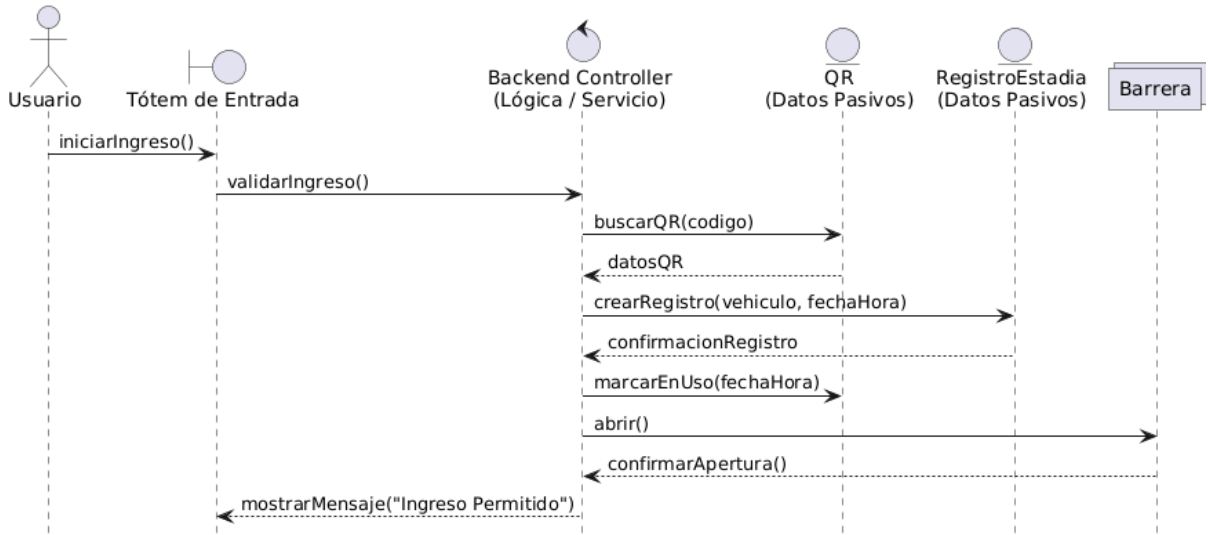 Usuario
Tótem de Entrada
Backend Controller
(Lógica / Servicio)
QR
(Datos Pasivos)
RegistroEstadia
(Datos Pasivos)
Barrera
iniciarIngreso()
validarIngreso()
buscarQR(codigo)
datosQR
crearRegistro(vehiculo, fechaHora)
confirmacionRegistro
marcarEnUso(fechaHora)
abrir()
confirmarApertura()
mostrarMensaje("Ingreso Permitido")